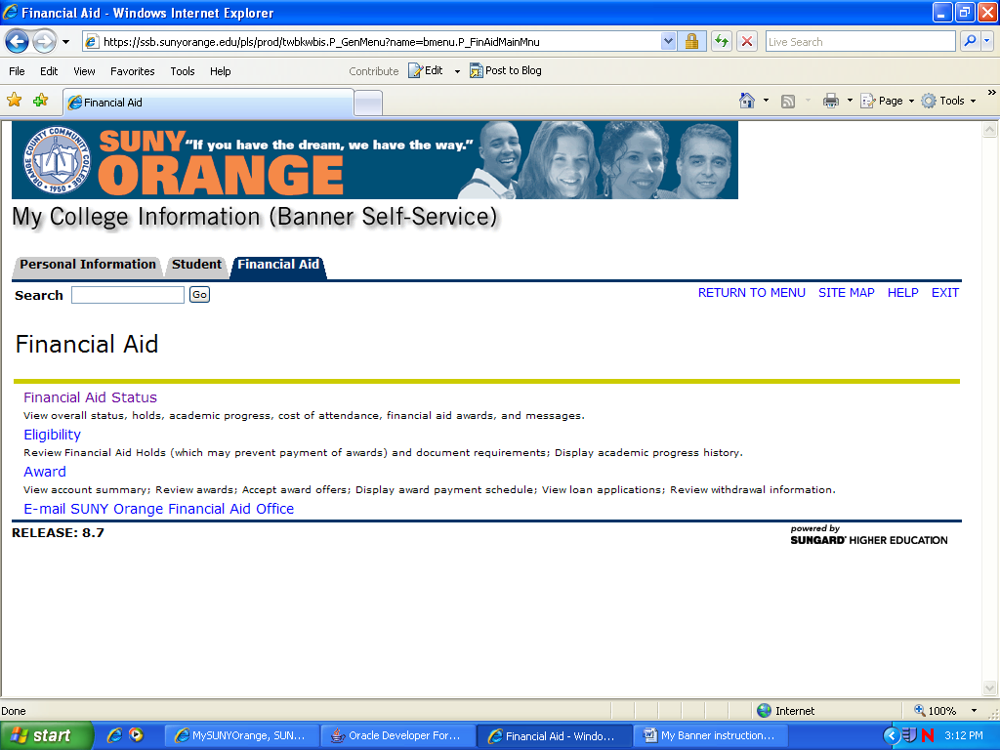 Financial Aid - Windows Internet Explorer
https://ssb.sunyorange.edu/pls/prod/twbkwbis.P_GenMenu?name=bmenu.P_FinAidMainMnu
Live Search
File Edit View Favorites Tools Help Contribute Edit Post to Blog
Financial Aid
Page Tools
ORANGE COUNTY COMMUNITY COLLEGE
1950
SUNY "If you have the dream, we have the way."
ORANGE
My College Information (Banner Self-Service)
Personal Information Student Financial Aid
Search Go
RETURN TO MENU SITE MAP HELP EXIT
Financial Aid
Financial Aid Status
View overall status, holds, academic progress, cost of attendance, financial aid awards, and messages.
Eligibility
Review Financial Aid Holds (which may prevent payment of awards) and document requirements; Display academic progress history.
Award
View account summary; Review awards; Accept award offers; Display award payment schedule; View loan applications; Review withdrawal information.
E-mail SUNY Orange Financial Aid Office
RELEASE: 8.7
powered by
SUNGARD HIGHER EDUCATION
Done Internet 100%
start MySUNYOrange, SUN... Oracle Developer For... Financial Aid - Windo... My Banner instruction... 3:12 PM